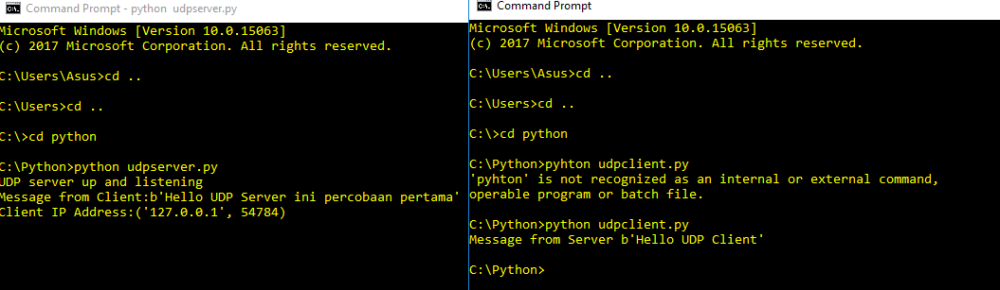 Command Prompt - python  udpserver.py
Microsoft Windows [Version 10.0.15063]
(c) 2017 Microsoft Corporation. All rights reserved.
C:\Users\Asus>cd ..
C:\Users>cd ..
C:\>cd python
C:\Python>python udpserver.py
UDP server up and listening
Message from Client:b'Hello UDP Server ini percobaan pertama'
Client IP Address:('127.0.0.1', 54784)
Command Prompt
Microsoft Windows [Version 10.0.15063]
(c) 2017 Microsoft Corporation. All rights reserved.
C:\Users\Asus>cd ..
C:\Users>cd ..
C:\>cd python
C:\Python>pyhton udpclient.py
'pyhton' is not recognized as an internal or external command,
operable program or batch file.
C:\Python>python udpclient.py
Message from Server b'Hello UDP Client'
C:\Python>